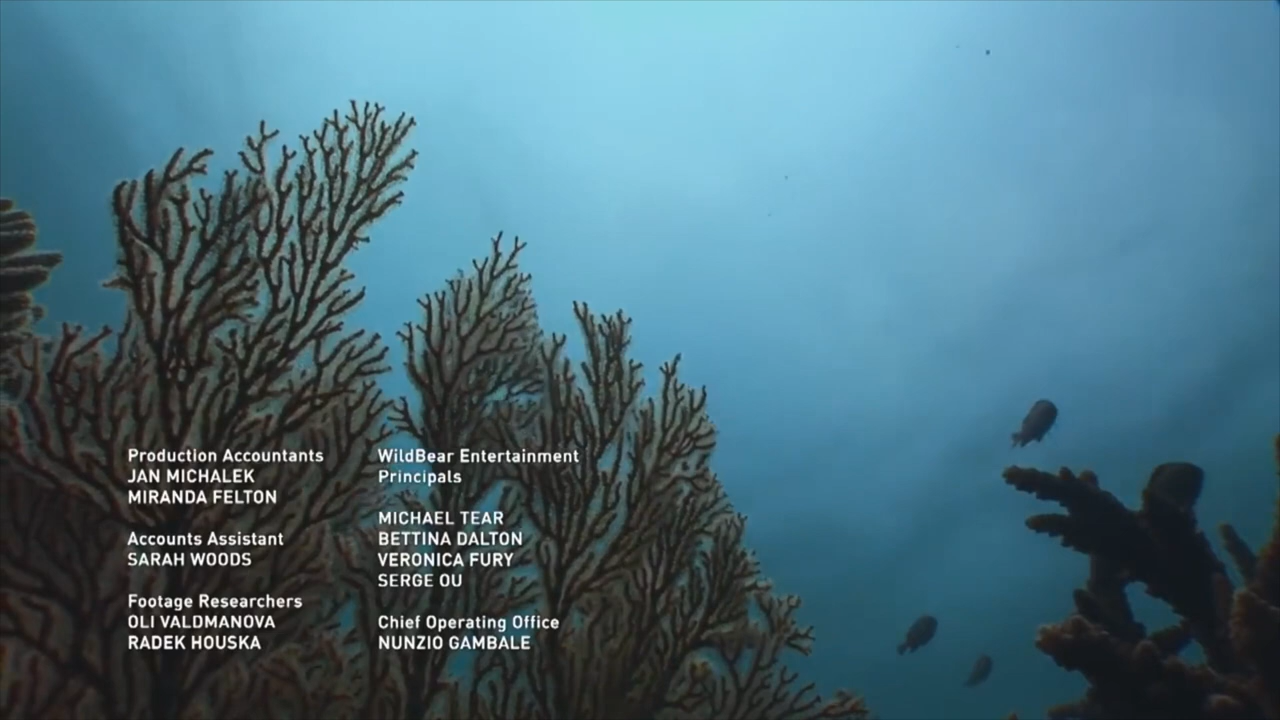 Production Accountants
JAN MICHALEK
MIRANDA FELTON
Accounts Assistant
SARAH WOODS
Footage Researchers
OLI VALDMANOVA
RADEK HOUSKA
WildBear Entertainment
Principals
MICHAEL TEAR
BETTINA DALTON
VERONICA FURY
SERGE OU
Chief Operating Office
NUNZIO GAMBALE